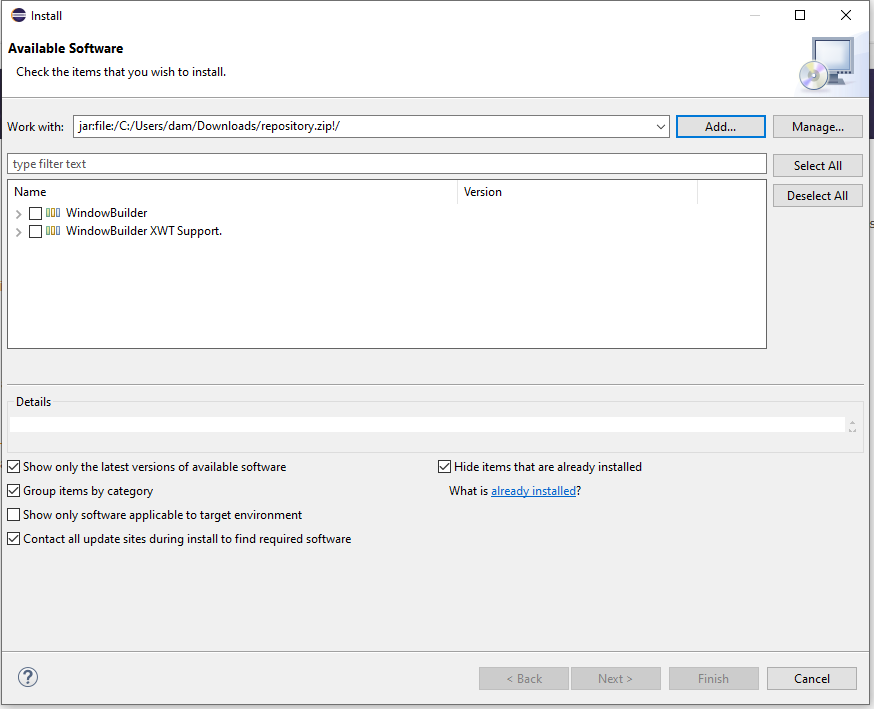 Install
Available Software
Check the items that you wish to install.
Work with: jar:file:/C:/Users/dam/Downloads/repository.zip!/ Add... Manage...
type filter text Select All
Name Version Deselect All
WindowBuilder
WindowBuilder XWT Support.
Details
Show only the latest versions of available software Hide items that are already installed
Group items by category What is already installed?
Show only software applicable to target environment
Contact all update sites during install to find required software
? < Back Next > Finish Cancel